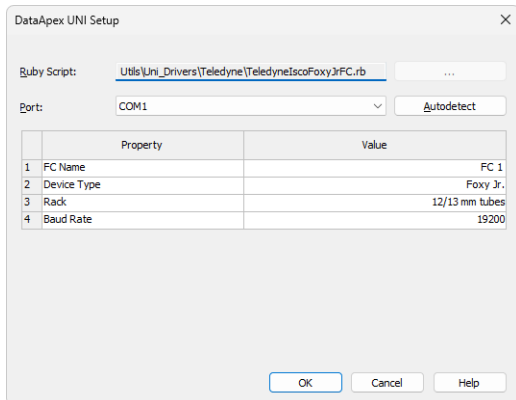 DataApex UNI Setup
Ruby Script: Utils\Uni_Drivers\Teledyne\TeledyneIscoFoxyJrFC.rb ...
Port: COM1 Autodetect
Property Value
1 FC Name FC 1
2 Device Type Foxy Jr.
3 Rack 12/13 mm tubes
4 Baud Rate 19200
OK Cancel Help